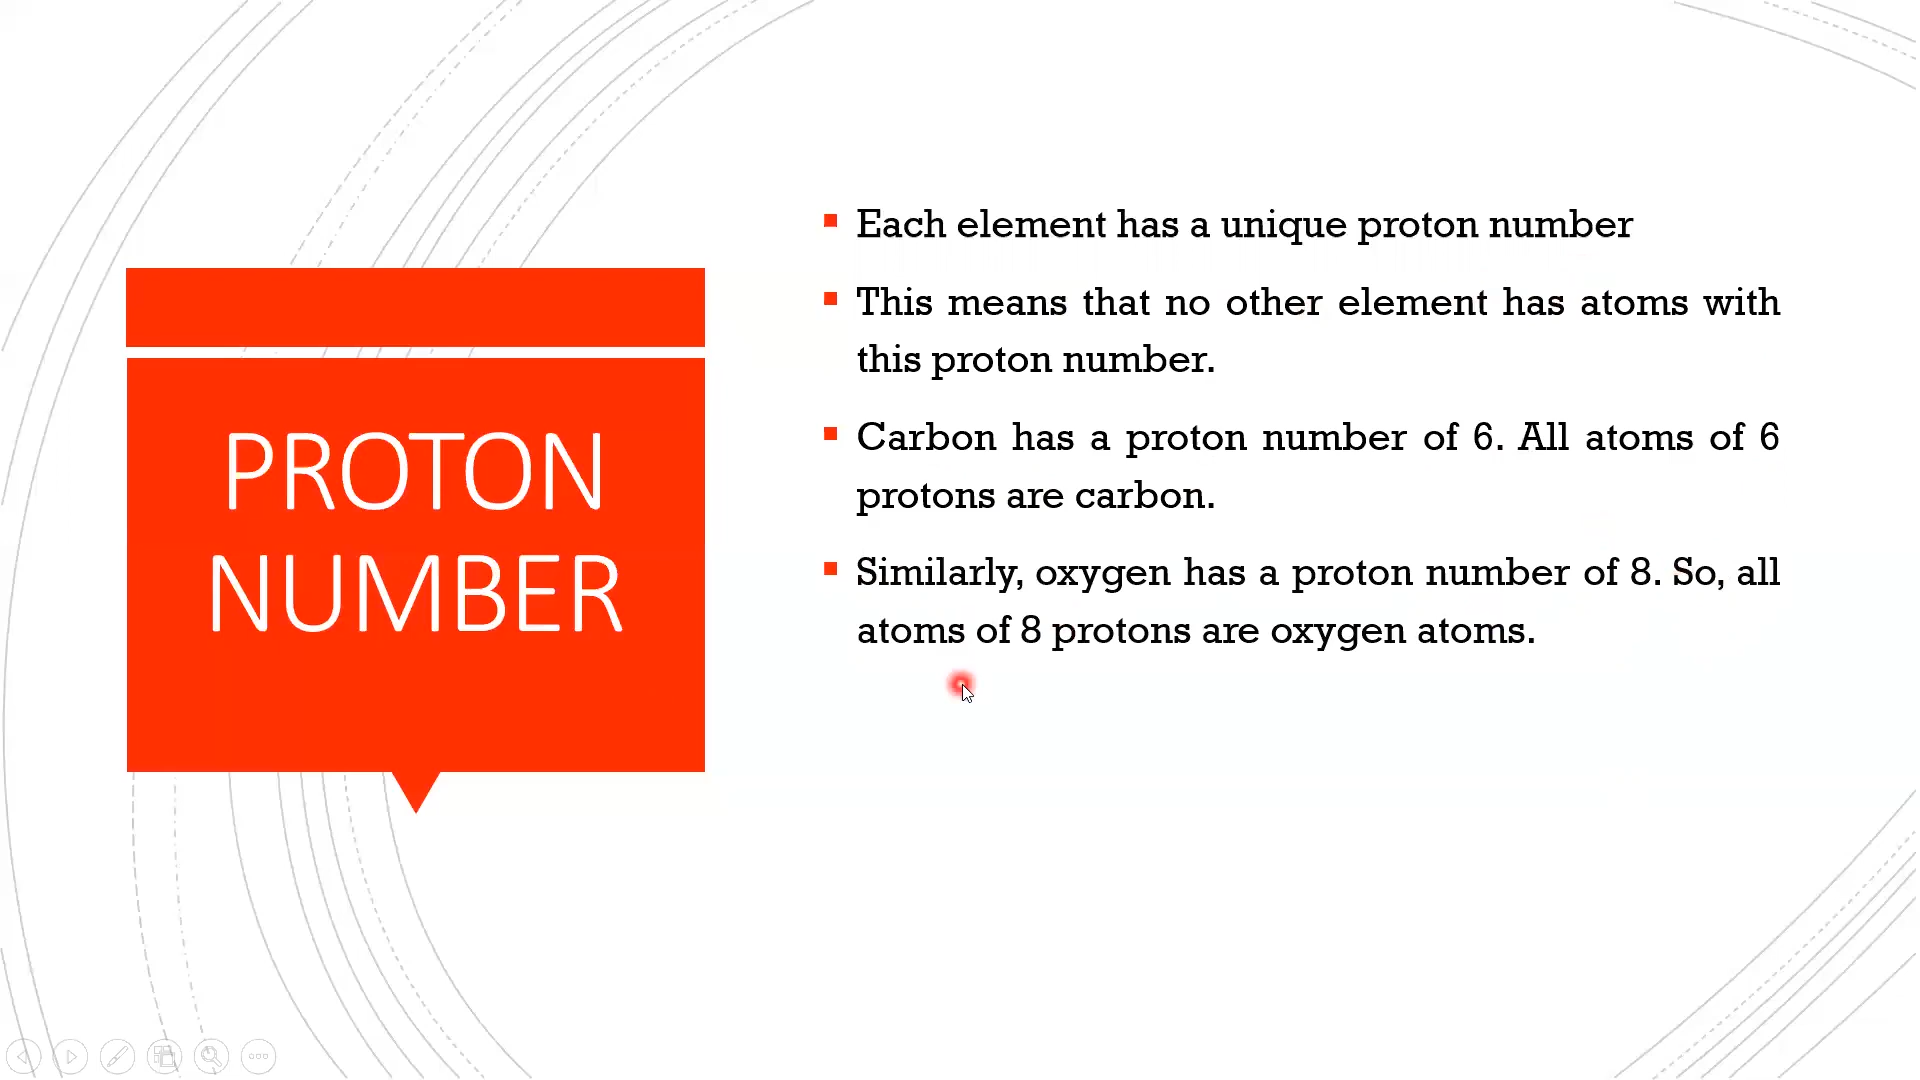 PROTON
NUMBER
Each element has a unique proton number
This means that no other element has atoms with
this proton number.
Carbon has a proton number of 6. All atoms of 6
protons are carbon.
Similarly, oxygen has a proton number of 8. So, all
atoms of 8 protons are oxygen atoms.